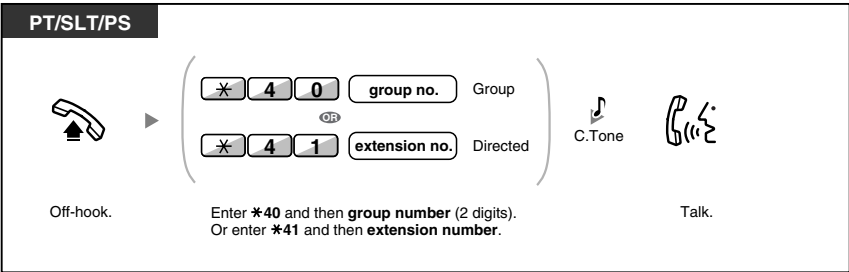 PT/SLT/PS
✳ 4 0 group no. Group
OR
✳ 4 1 extension no. Directed
C.Tone
Off-hook.
Enter ✳40 and then group number (2 digits).
Or enter ✳41 and then extension number.
Talk.